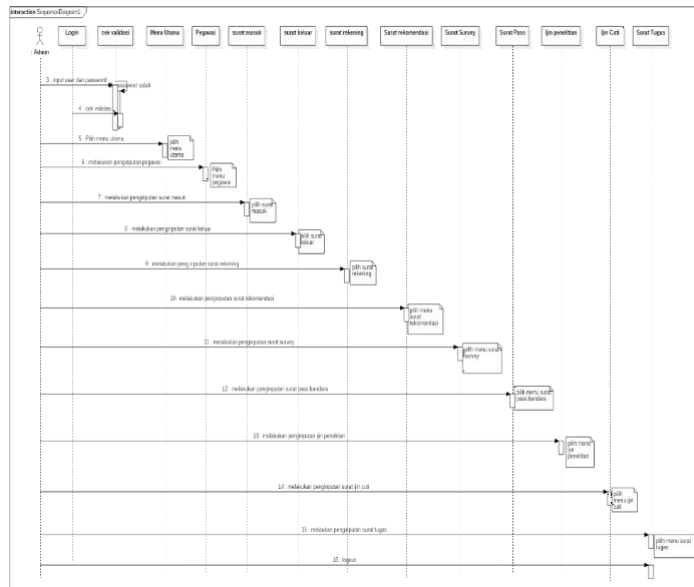 interaction SequenceDiagram1
Login
cek validasi
Menu Utama
Pegawai
surat masuk
surat keluar
surat rekening
Surat rekomendasi
Surat Survey
Surat Pass
ijin penelitian
Ijin Cuti
Surat Tugas
: Admin
3 : input user dan password
password salah
4 : cek validasi
5 : Pilih menu utama
pilih
menu
utama
6 : melakukan penginputan pegawai
Pilih
menu
pegawai
7 : melakukan penginputan surat masuk
pilih surat
masuk
8 : melakukan penginputan surat keluar
pilih surat
keluar
9 : melakukan peng inputan surat rekening
pilih surat
rekening
10 : melakukan penginputan surat rekomendasi
pilih menu
surat
rekomendasi
11 : melakukan penginputan survey
pilih menu surat
survey
12 : melakukan penginputan surat pass bandara
pilih menu surat
pass bandara
13 : melakukan penginputan ijin penelitian
pilih menu
ijin
penelitian
14 : melakukan penginputan surat ijin cuti
pilih
menu ijin
cuti
15 : melakukan penginputan surat tugas
pilih menu surat
tugas
16 : logout